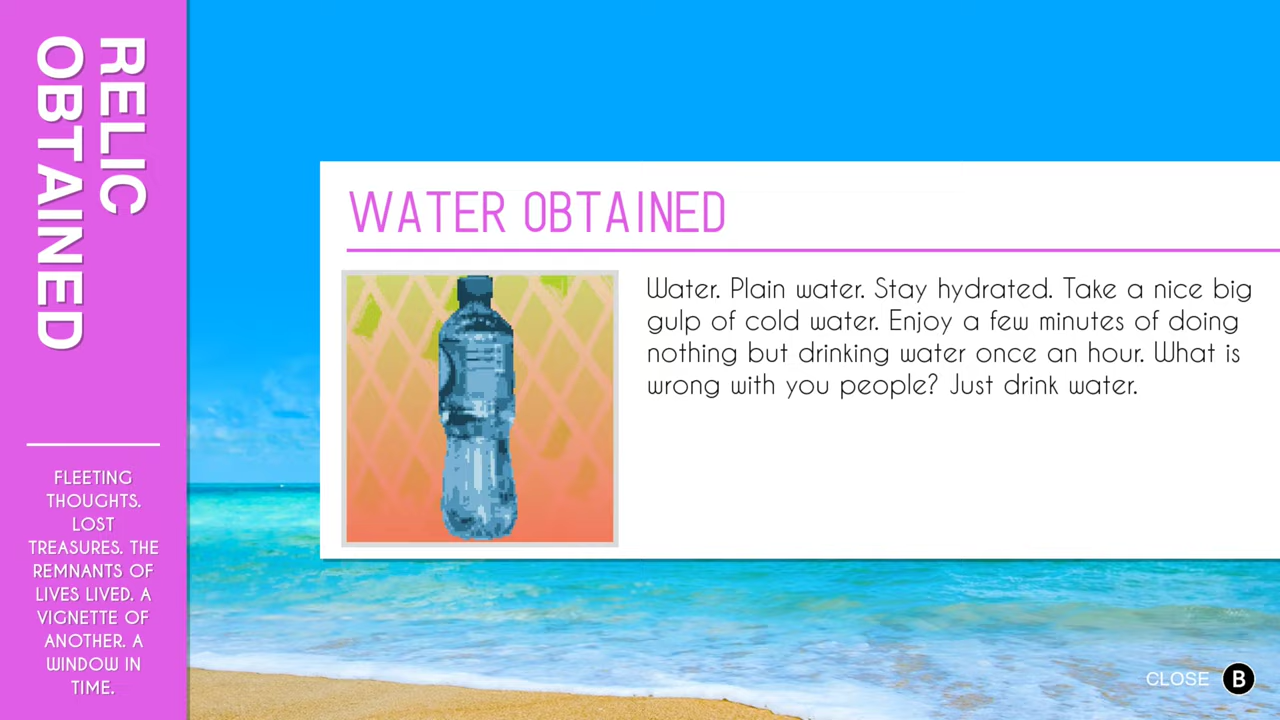 RELIC
OBTAINED
FLEETING
THOUGHTS.
LOST
TREASURES. THE
REMNANTS OF
LIVES LIVED. A
VIGNETTE OF
ANOTHER. A
WINDOW IN
TIME.
WATER OBTAINED
Water. Plain water. Stay hydrated. Take a nice big
gulp of cold water. Enjoy a few minutes of doing
nothing but drinking water once an hour. What is
wrong with you people? Just drink water.
CLOSE B